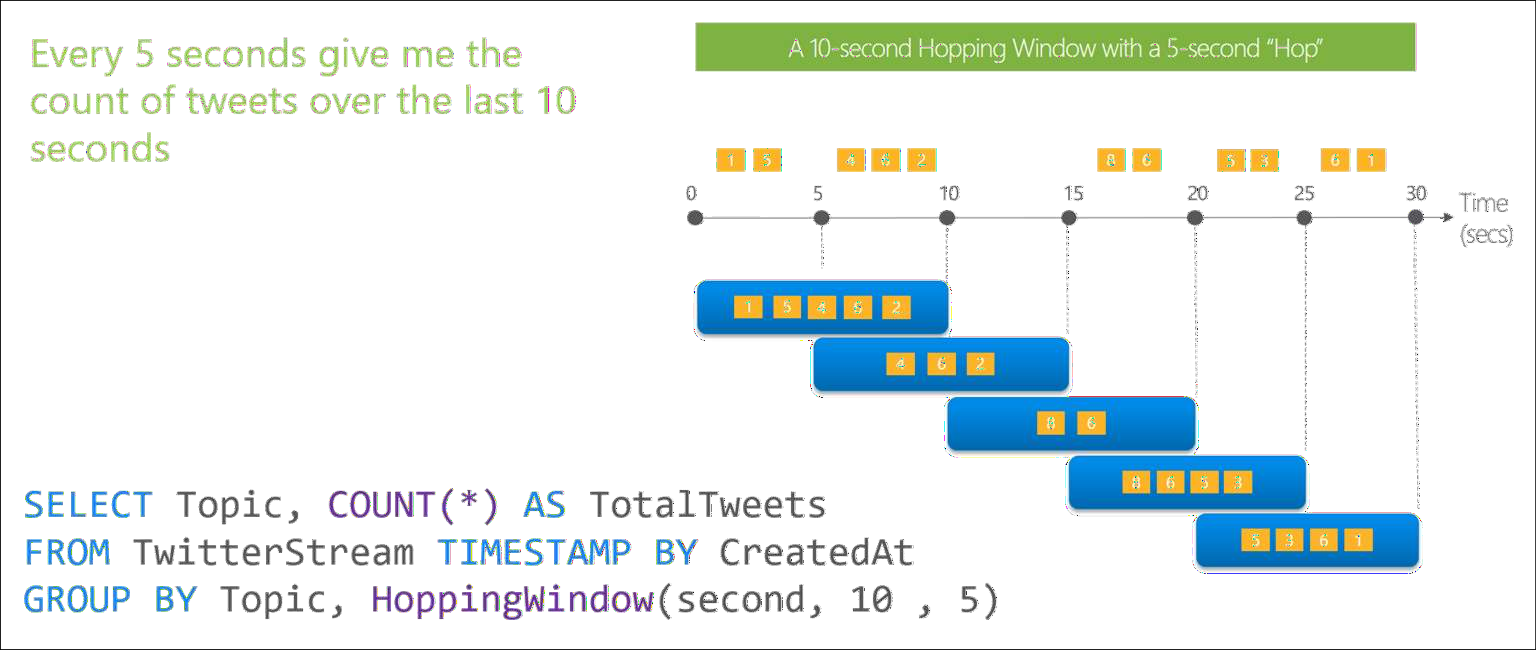 Every 5 seconds give me the
count of tweets over the last 10
seconds
A 10-second Hopping Window with a 5-second “Hop”
1 5 4 6 2 8 6 5 3 6 1
0 5 10 15 20 25 30
Time
(secs)
1 5 4 6 2
4 6 2
8 6
8 6 5 3
5 3 6 1
SELECT Topic, COUNT(*) AS TotalTweets
FROM TwitterStream TIMESTAMP BY CreatedAt
GROUP BY Topic, HoppingWindow(second, 10 , 5)